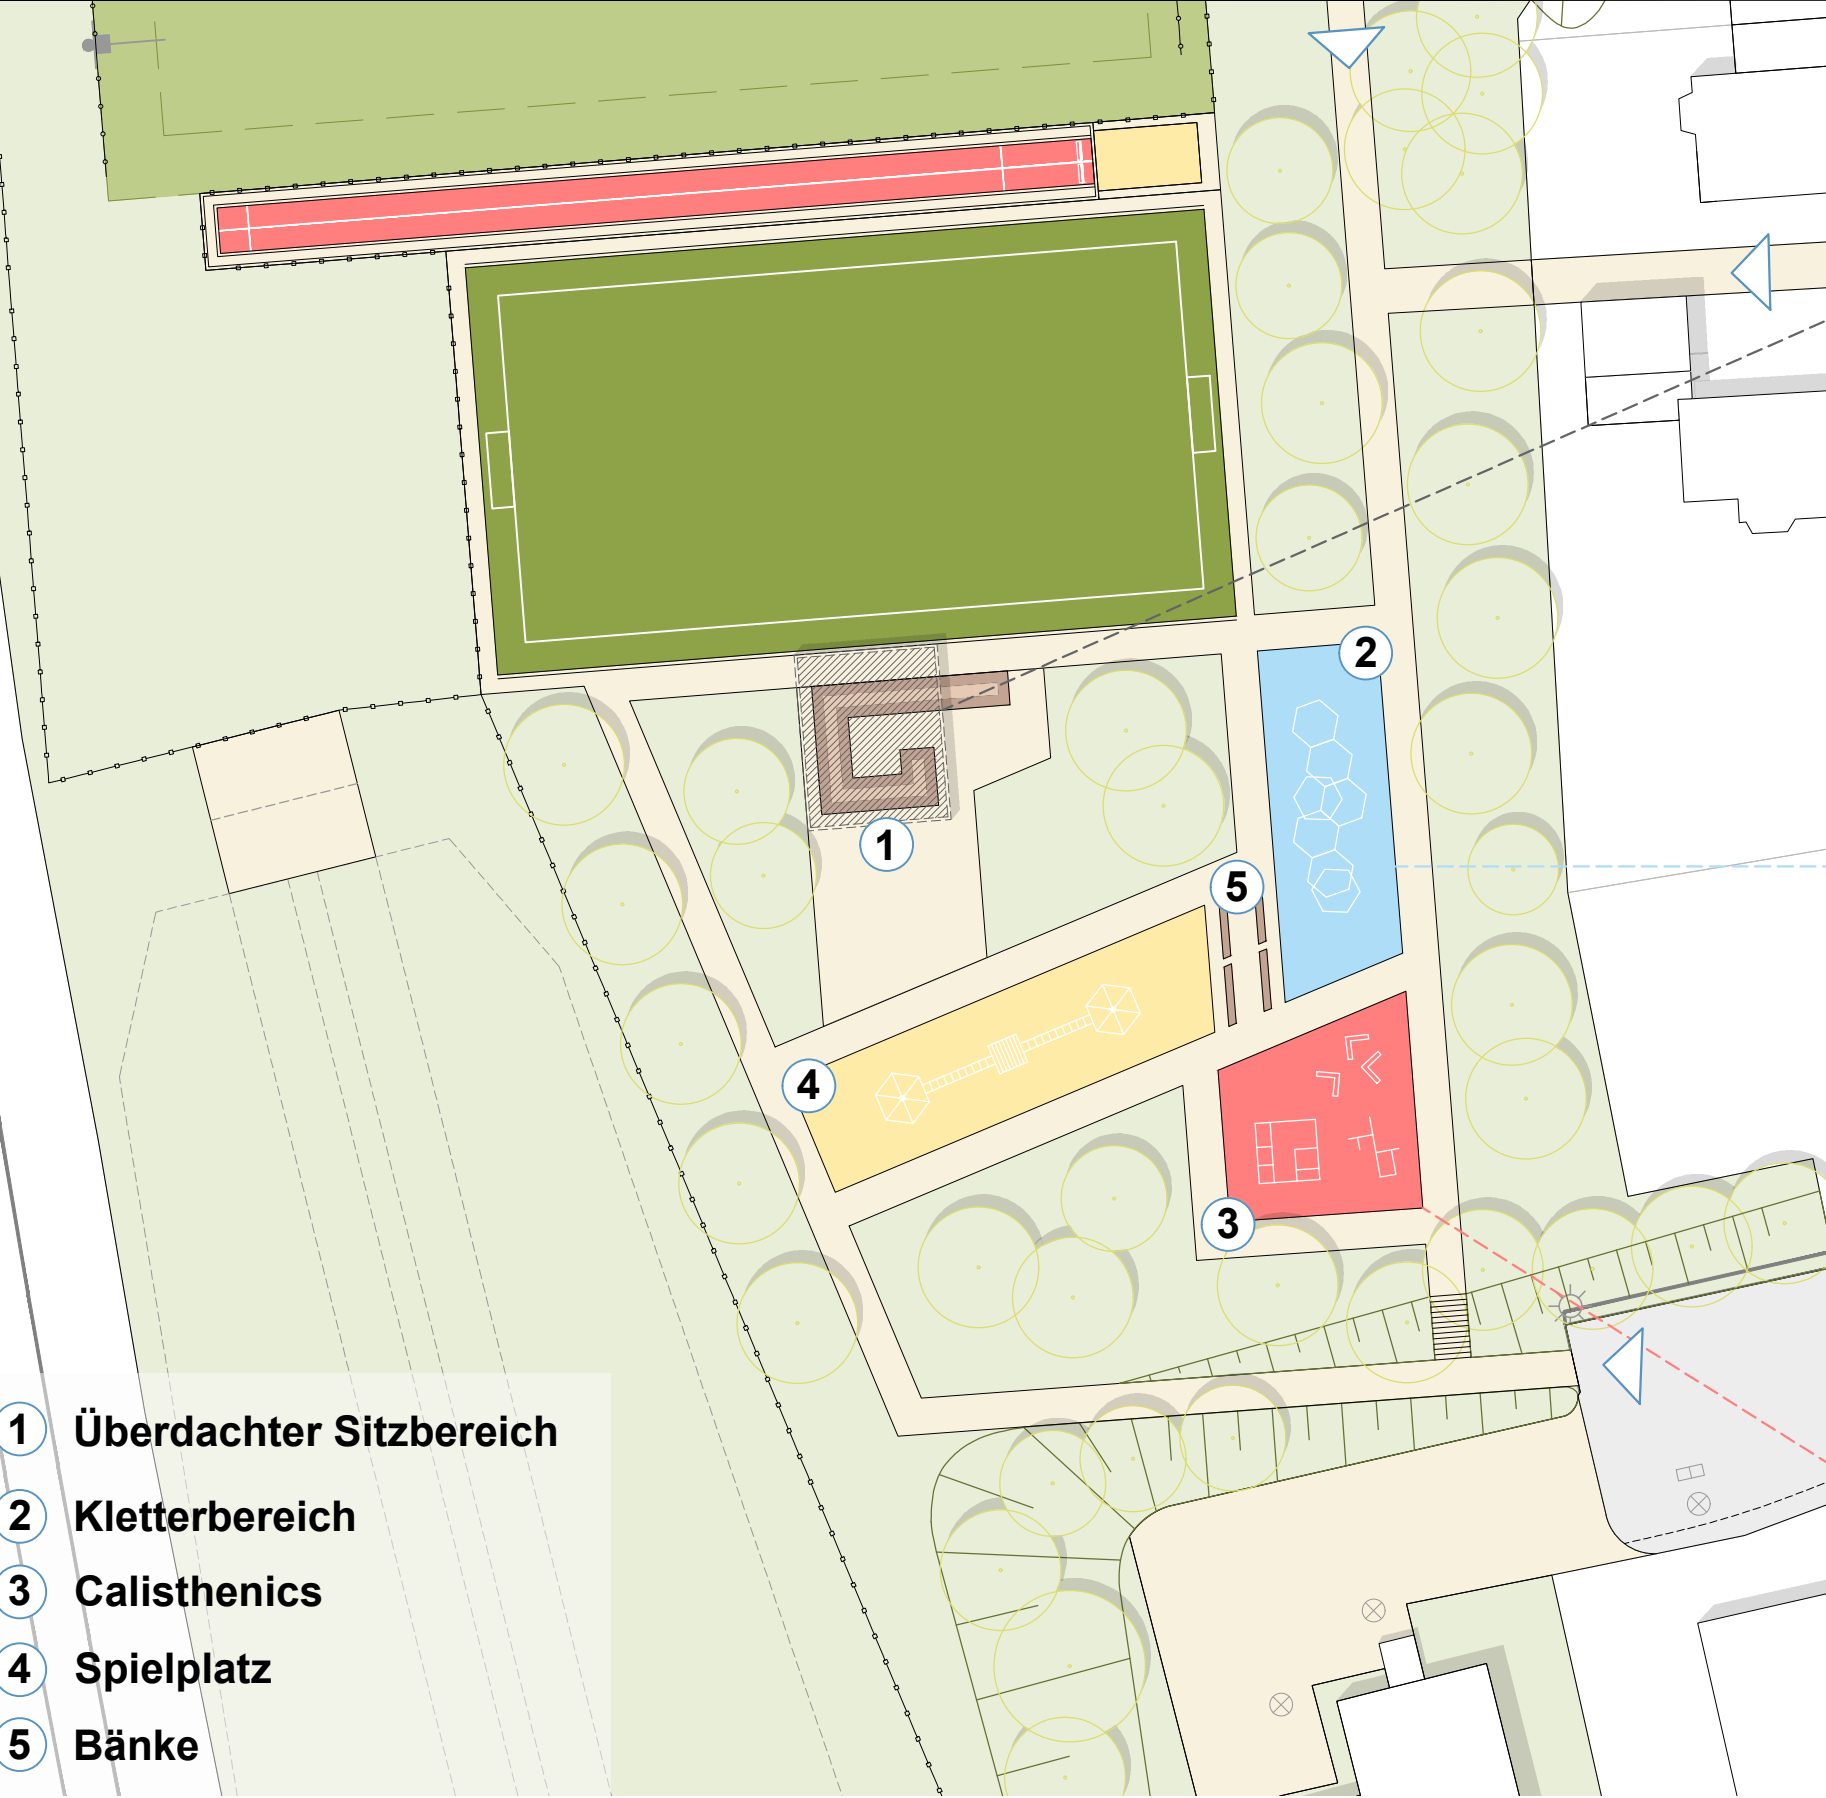 2
1
5
4
3
1 Überdachter Sitzbereich
2 Kletterbereich
3 Calisthenics
4 Spielplatz
5 Bänke